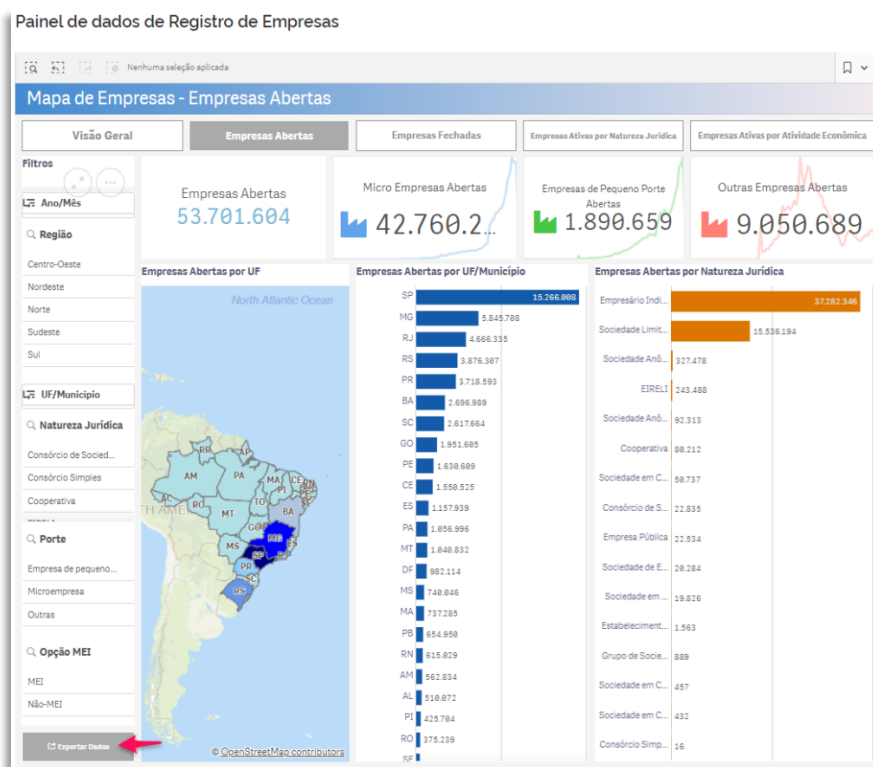 Painel de dados de Registro de Empresas
Nenhuma seleção aplicada
Mapa de Empresas - Empresas Abertas
Visão Geral
Empresas Abertas
Empresas Fechadas
Empresas Ativas por Natureza Jurídica
Empresas Ativas por Atividade Econômica
Filtros
Ano/Mês
Região
Centro-Oeste
Nordeste
Norte
Sudeste
Sul
UF/Municipio
Natureza Jurídica
Consórcio de Socied...
Consórcio Simples
Cooperativa
Porte
Empresa de pequeno...
Microempresa
Outras
Opção MEI
MEI
Não-MEI
Exportar Dados
Empresas Abertas
53.701.604
Micro Empresas Abertas
42.760.2...
Empresas de Pequeno Porte
Abertas
1.890.659
Outras Empresas Abertas
9.050.689
Empresas Abertas por UF
North Atlantic Ocean
RR
AP
AM
PA
MA
CE
PI
AC
RO
TO
MT
BA
GO
MG
MS
SP
PR
SC
RS
© OpenStreetMap contributors
Empresas Abertas por UF/Município
SP 15.266.008
MG 5.845.708
RJ 4.666.335
RS 3.876.307
PR 3.718.593
BA 2.696.989
SC 2.617.664
GO 1.951.605
PE 1.630.609
CE 1.550.525
ES 1.157.939
PA 1.056.996
MT 1.040.832
DF 982.114
MS 740.046
MA 737.285
PB 654.950
RN 615.029
AM 562.834
AL 510.072
PI 425.704
RO 375.239
SE
Empresas Abertas por Natureza Jurídica
Empresário Indi... 37.282.346
Sociedade Limit... 15.536.194
Sociedade Anô... 327.478
EIRELI 243.488
Sociedade Anô... 92.313
Cooperativa 80.212
Sociedade em C... 50.737
Consórcio de S... 22.835
Empresa Pública 22.534
Sociedade de E... 20.284
Sociedade em ... 19.826
Estabeleciment... 1.563
Grupo de Socie... 889
Sociedade em C... 457
Sociedade em C... 432
Consórcio Simp... 16